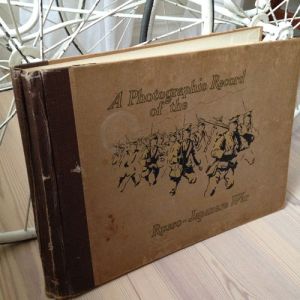 A Photographic Record
of the
Russo-Japanese War